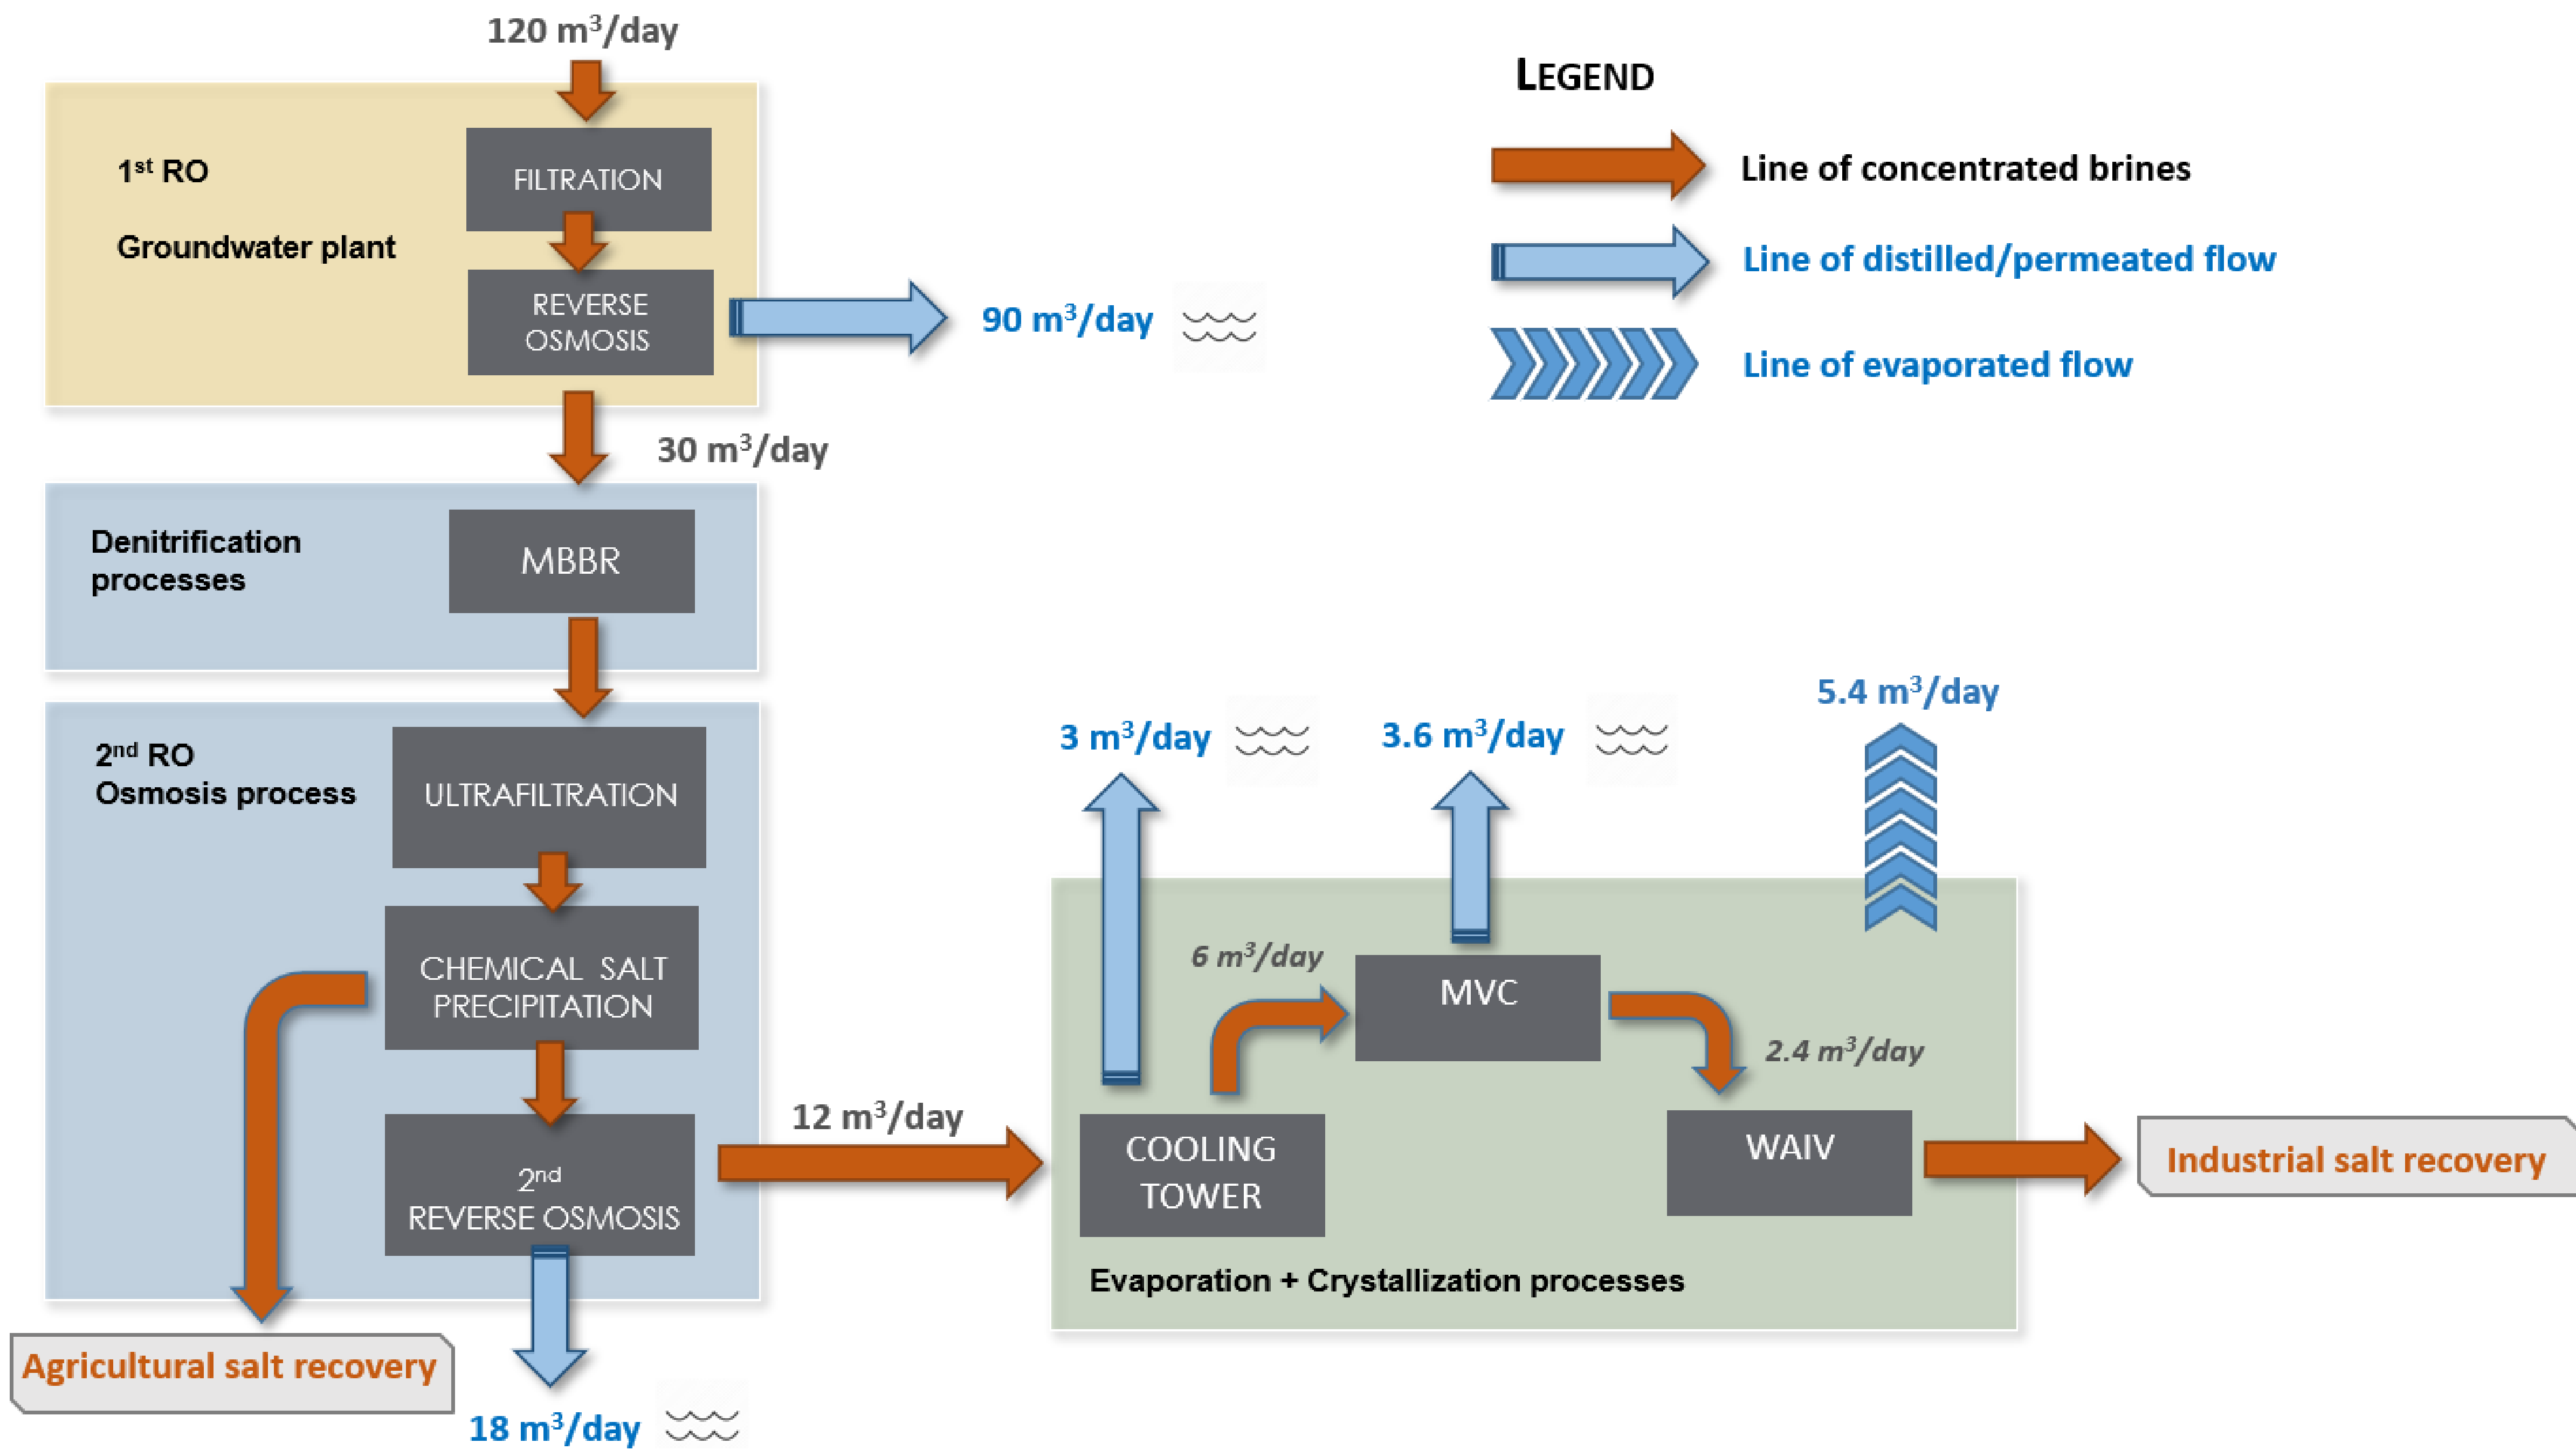 120 m³/day
LEGEND
Line of concentrated brines
Line of distilled/permeated flow
Line of evaporated flow
1st RO
Groundwater plant
FILTRATION
REVERSE
OSMOSIS
90 m³/day
30 m³/day
Denitrification
processes
MBBR
2nd RO
Osmosis process
ULTRAFILTRATION
CHEMICAL SALT
PRECIPITATION
2nd
REVERSE OSMOSIS
Agricultural salt recovery
18 m³/day
12 m³/day
3 m³/day
3.6 m³/day
5.4 m³/day
6 m³/day
MVC
2.4 m³/day
COOLING
TOWER
WAIV
Evaporation + Crystallization processes
Industrial salt recovery